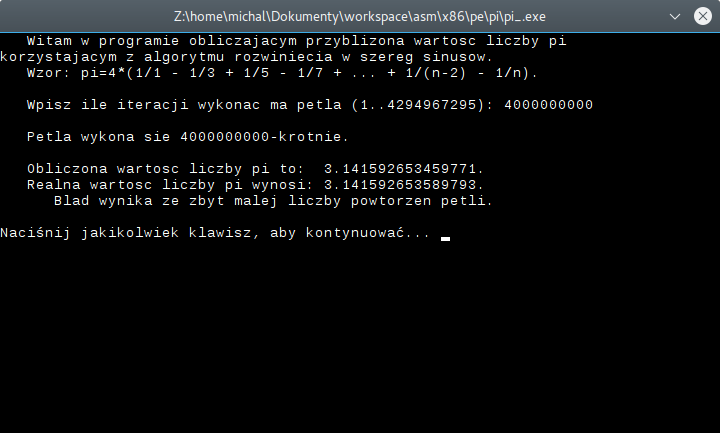 Z:\home\michal\Dokumenty\workspace\asm\x86\pe\pi\pi_.exe
Witam w programie obliczajacym przyblizona wartosc liczby pi
korzystajacym z algorytmu rozwiniecia w szereg sinusow.
Wzor: pi=4*(1/1 - 1/3 + 1/5 - 1/7 + ... + 1/(n-2) - 1/n).
Wpisz ile iteracji wykonac ma petla (1..4294967295): 4000000000
Petla wykona sie 4000000000-krotnie.
Obliczona wartosc liczby pi to:  3.141592653459771.
Realna wartosc liczby pi wynosi: 3.141592653589793.
Blad wynika ze zbyt malej liczby powtorzen petli.
Naciśnij jakikolwiek klawisz, aby kontynuować...